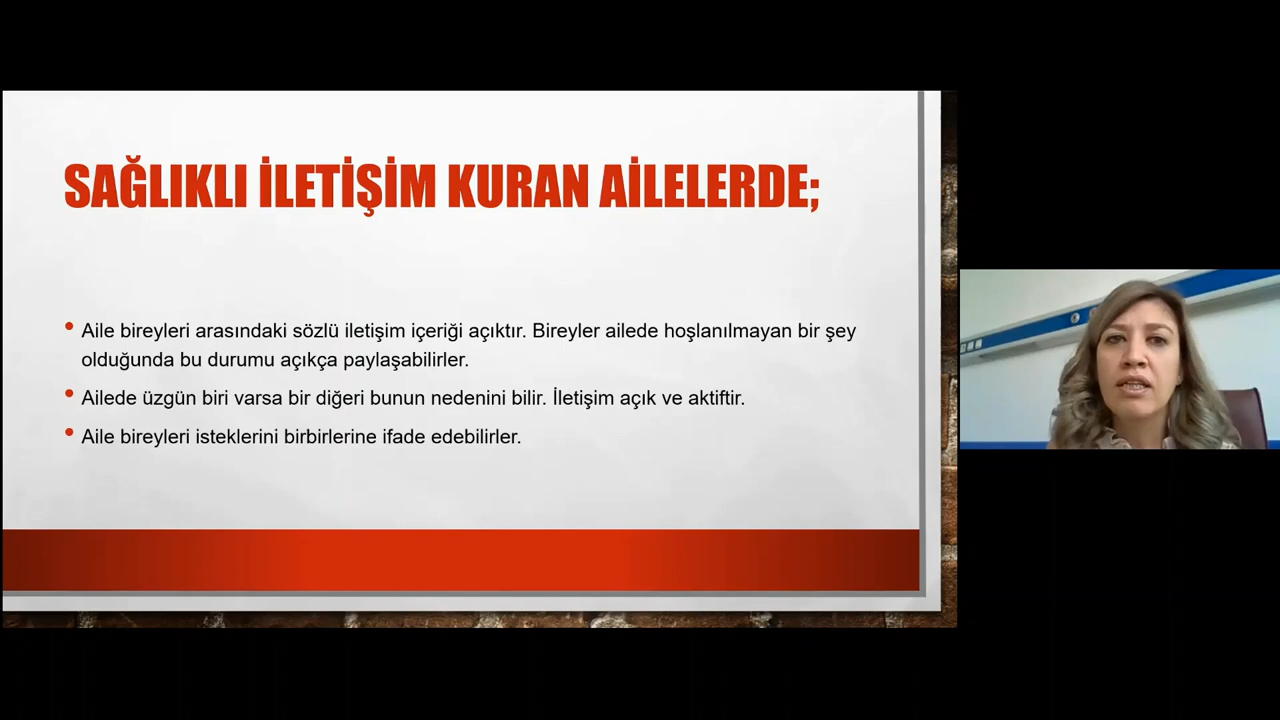 SAĞLIKLI İLETİŞİM KURAN AİLELERDE;
• Aile bireyleri arasındaki sözlü iletişim içeriği açıktır. Bireyler ailede hoşlanılmayan bir şey
olduğunda bu durumu açıkça paylaşabilirler.
• Ailede üzgün biri varsa bir diğeri bunun nedenini bilir. İletişim açık ve aktiftir.
• Aile bireyleri isteklerini birbirlerine ifade edebilirler.